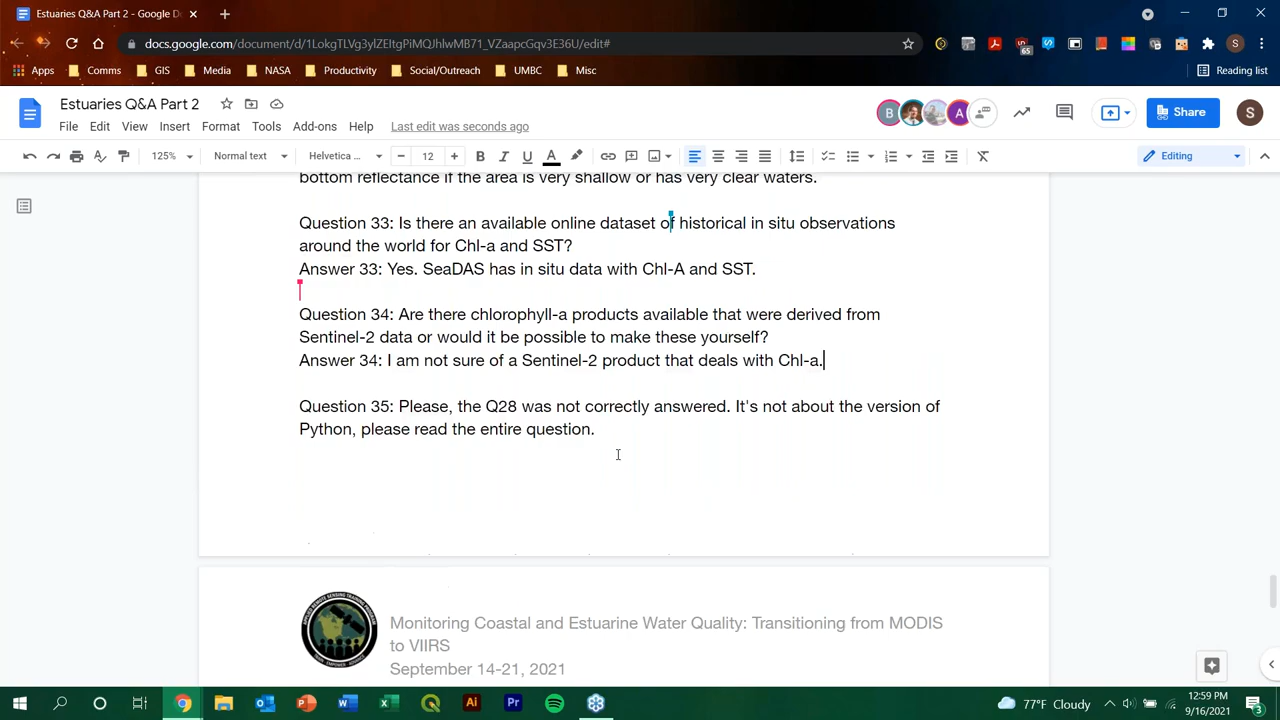 Estuaries Q&A Part 2 - Google D
docs.google.com/document/d/1LokgTLVg3ylZEItgPiMQJhlwMB71_VZaapcGqv3E36U/edit#
Apps Comms GIS Media NASA Productivity Social/Outreach UMBC Misc Reading list
Estuaries Q&A Part 2
File Edit View Insert Format Tools Add-ons Help Last edit was seconds ago
B A Share S
125% Normal text Helvetica ... 12 B I U A Editing
bottom reflectance if the area is very shallow or has very clear waters.
Question 33: Is there an available online dataset of historical in situ observations
around the world for Chl-a and SST?
Answer 33: Yes. SeaDAS has in situ data with Chl-A and SST.
Question 34: Are there chlorophyll-a products available that were derived from
Sentinel-2 data or would it be possible to make these yourself?
Answer 34: I am not sure of a Sentinel-2 product that deals with Chl-a.
Question 35: Please, the Q28 was not correctly answered. It's not about the version of
Python, please read the entire question.
Monitoring Coastal and Estuarine Water Quality: Transitioning from MODIS
to VIIRS
September 14-21, 2021
77°F Cloudy 12:59 PM
9/16/2021